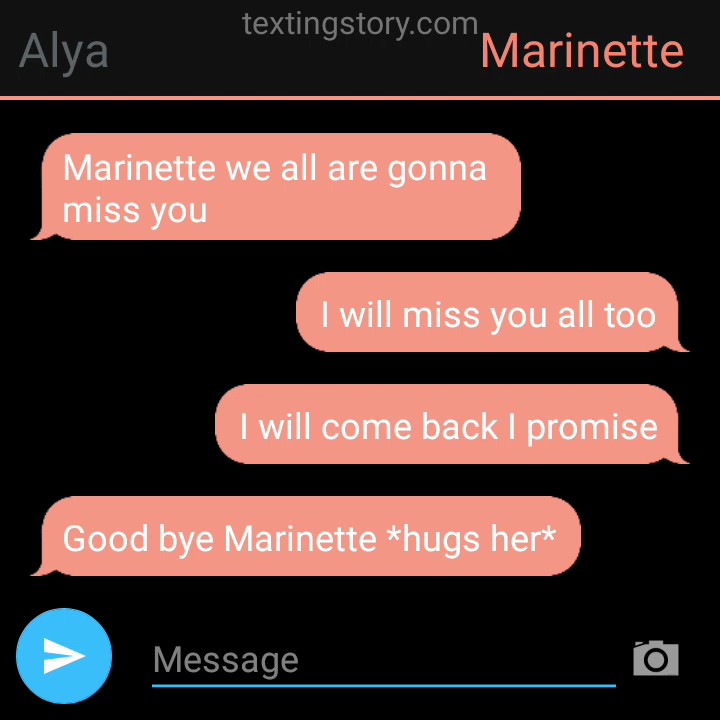 textingstory.com
Alya
Marinette
Marinette we all are gonna
miss you
I will miss you all too
I will come back I promise
Good bye Marinette *hugs her*
Message